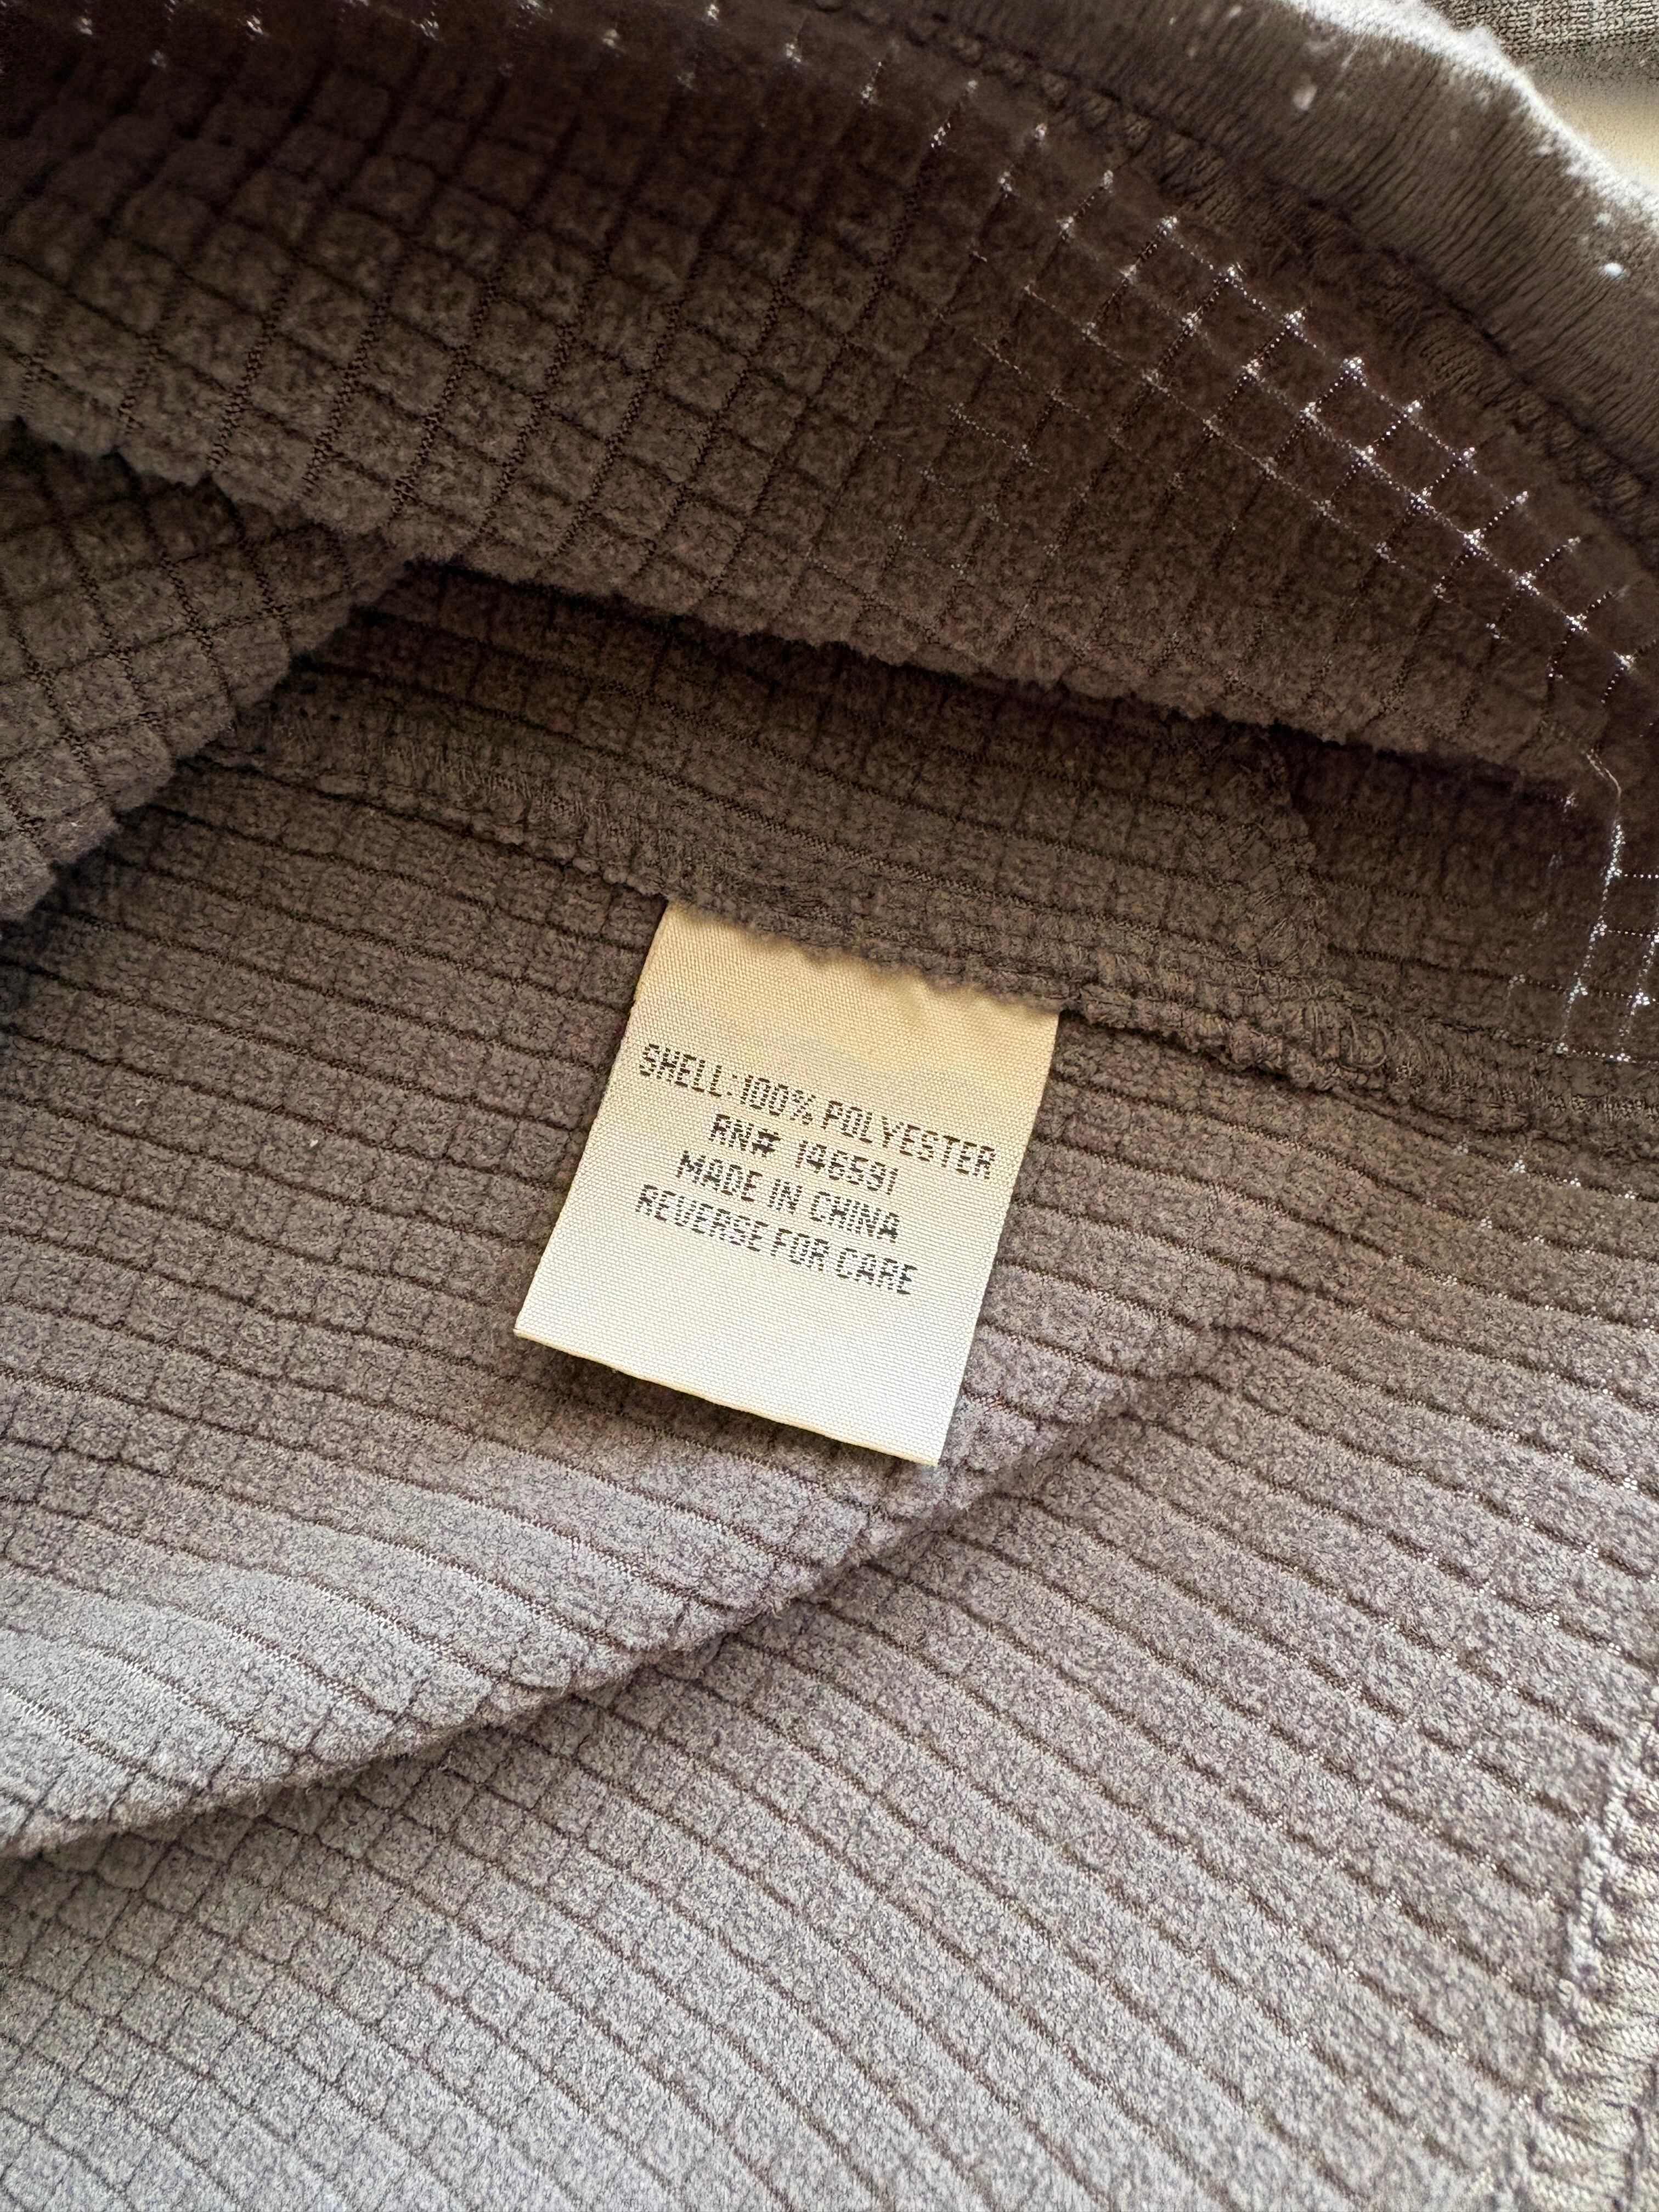 SHELL:100% POLYESTER
RN# 146591
MADE IN CHINA
REVERSE FOR CARE